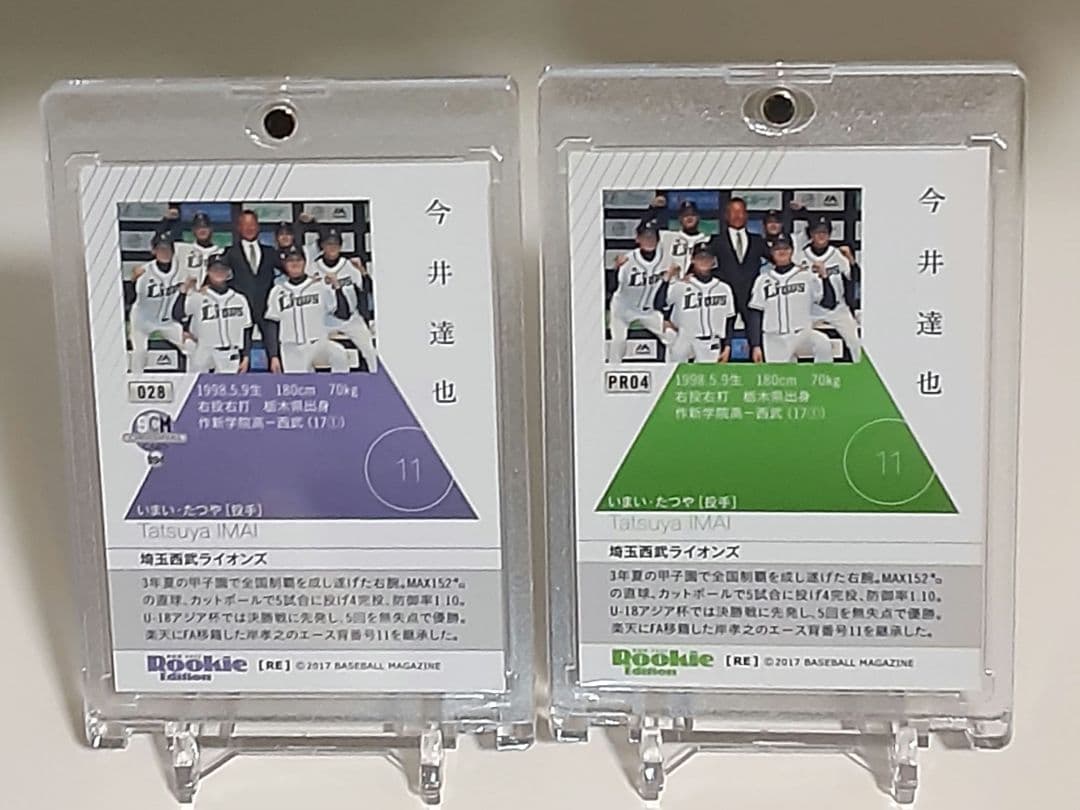 今井達也
028
1998.5.9生 180cm 70kg
右投右打 栃木県出身
作新学院高ー西武(17①)
SCM
11
いまい・たつや[投手]
Tatsuya IMAI
埼玉西武ライオンズ
3年夏の甲子園で全国制覇を成し遂げた右腕。MAX152㌔
の直球、カットボールで5試合に投げ4完投、防御率1.10。
U-18アジア杯では決勝戦に先発し、5回を無失点で優勝。
楽天にFA移籍した岸孝之のエース背番号11を継承した。
Rookie
Edition
[RE] ©2017 BASEBALL MAGAZINE
今井達也
PR04
1998.5.9生 180cm 70kg
右投右打 栃木県出身
作新学院高ー西武(17①)
11
いまい・たつや[投手]
Tatsuya IMAI
埼玉西武ライオンズ
3年夏の甲子園で全国制覇を成し遂げた右腕。MAX152㌔
の直球、カットボールで5試合に投げ4完投、防御率1.10。
U-18アジア杯では決勝戦に先発し、5回を無失点で優勝。
楽天にFA移籍した岸孝之のエース背番号11を継承した。
Rookie
Edition
[RE] ©2017 BASEBALL MAGAZINE